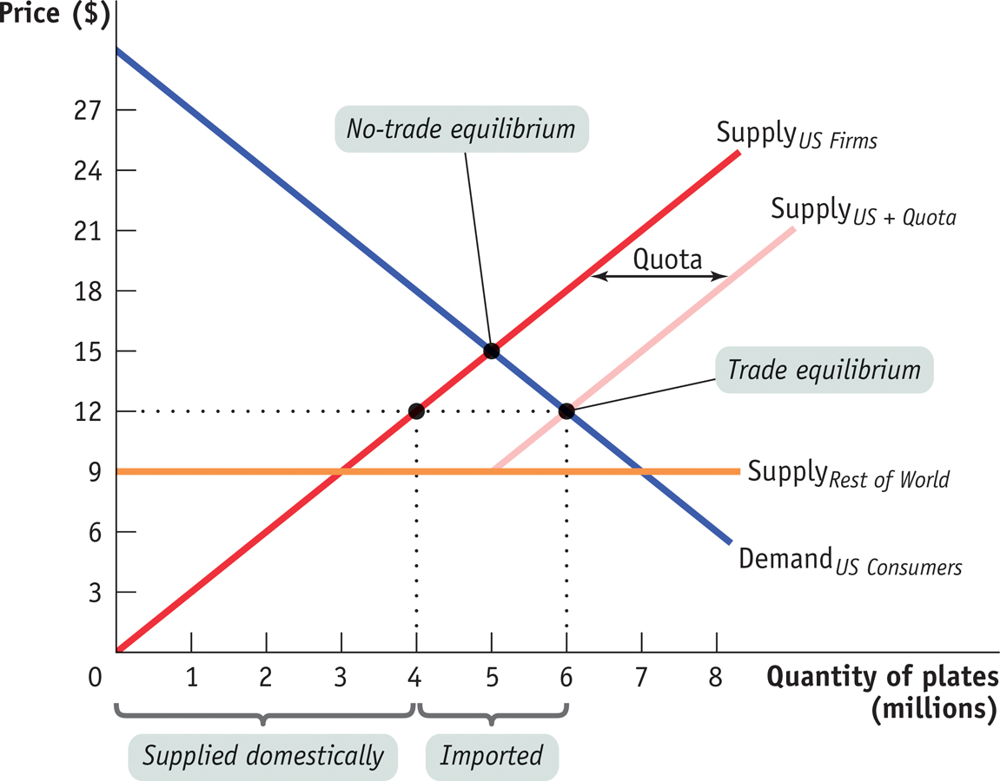 Price ($)
27
24
21
18
15
12
9
6
3
0
No-trade equilibrium
Supply US Firms
Supply US + Quota
Quota
Trade equilibrium
Supply Rest of World
Demand US Consumers
1 2 3 4 5 6 7 8
Quantity of plates
(millions)
Supplied domestically
Imported